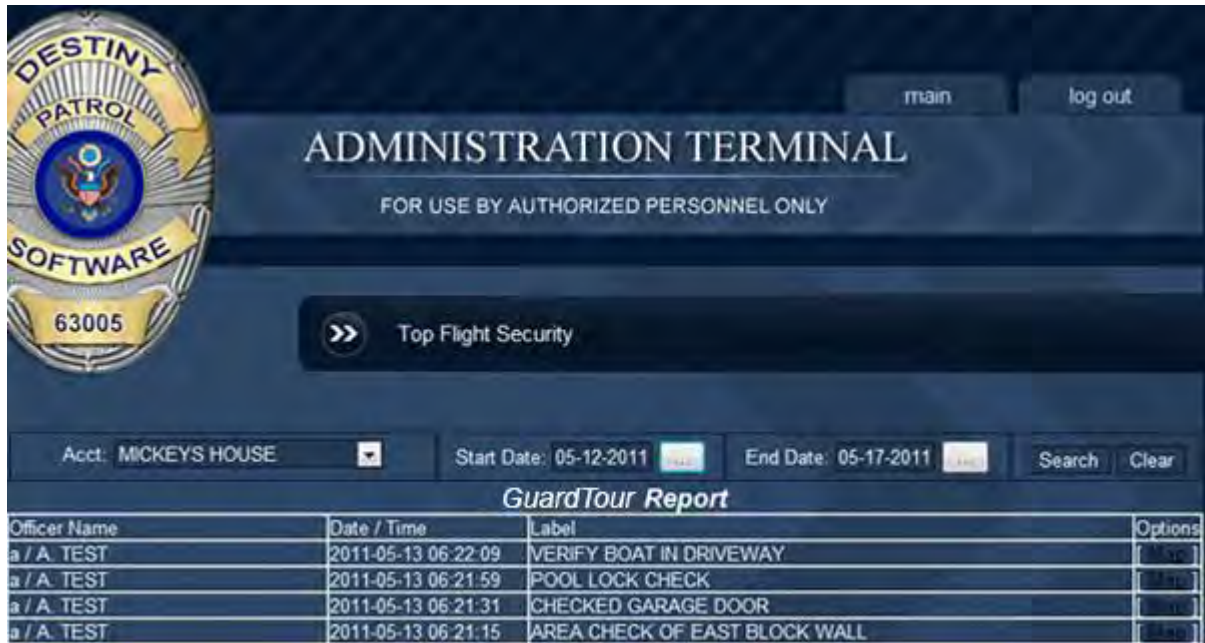 DESTINY
PATROL
SOFTWARE
63005
main log out
ADMINISTRATION TERMINAL
FOR USE BY AUTHORIZED PERSONNEL ONLY
>> Top Flight Security
Acct: MICKEYS HOUSE Start Date: 05-12-2011 End Date: 05-17-2011 Search Clear
GuardTour Report
Officer Name Date / Time Label Options
a / A. TEST 2011-05-13 06:22:09 VERIFY BOAT IN DRIVEWAY [ Map ]
a / A. TEST 2011-05-13 06:21:59 POOL LOCK CHECK [ Map ]
a / A. TEST 2011-05-13 06:21:31 CHECKED GARAGE DOOR [ Map ]
a / A. TEST 2011-05-13 06:21:15 AREA CHECK OF EAST BLOCK WALL [ Map ]